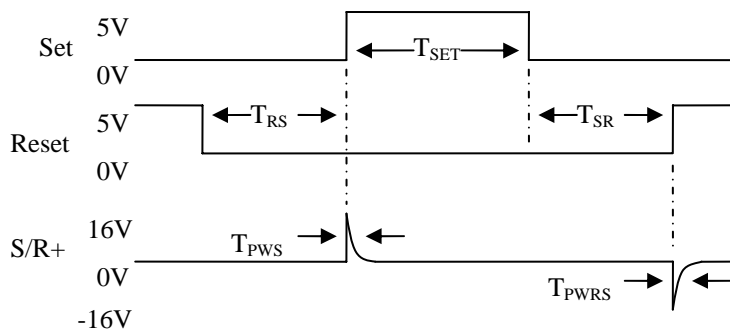 5V
Set
T_SET
0V
T_RS
T_SR
5V
Reset
0V
16V
T_PWS
S/R+
0V
T_PWRS
-16V